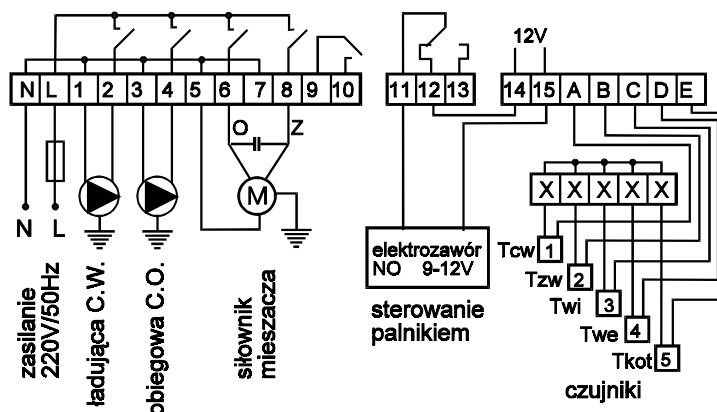 12V
N L 1 2 3 4 5 6 7 8 9 10
11 12 13
14 15 A B C D E
O Z
M
N L
X X X X X
elektrozawór
NO 9-12V
Tcw 1
Tzw 2
Twi 3
Twe 4
Tkot 5
zasilanie
220V/50Hz
ładująca C.W.
obiegowa C.O.
siłownik
mieszacza
sterowanie
palnikiem
czujniki